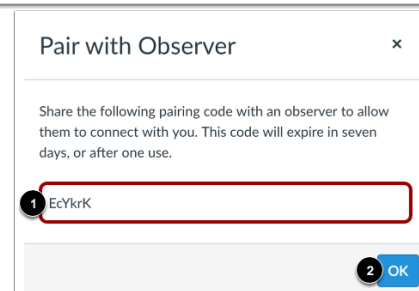 Pair with Observer ×
Share the following pairing code with an observer to allow
them to connect with you. This code will expire in seven
days, or after one use.
1 EcYkrK
2 OK